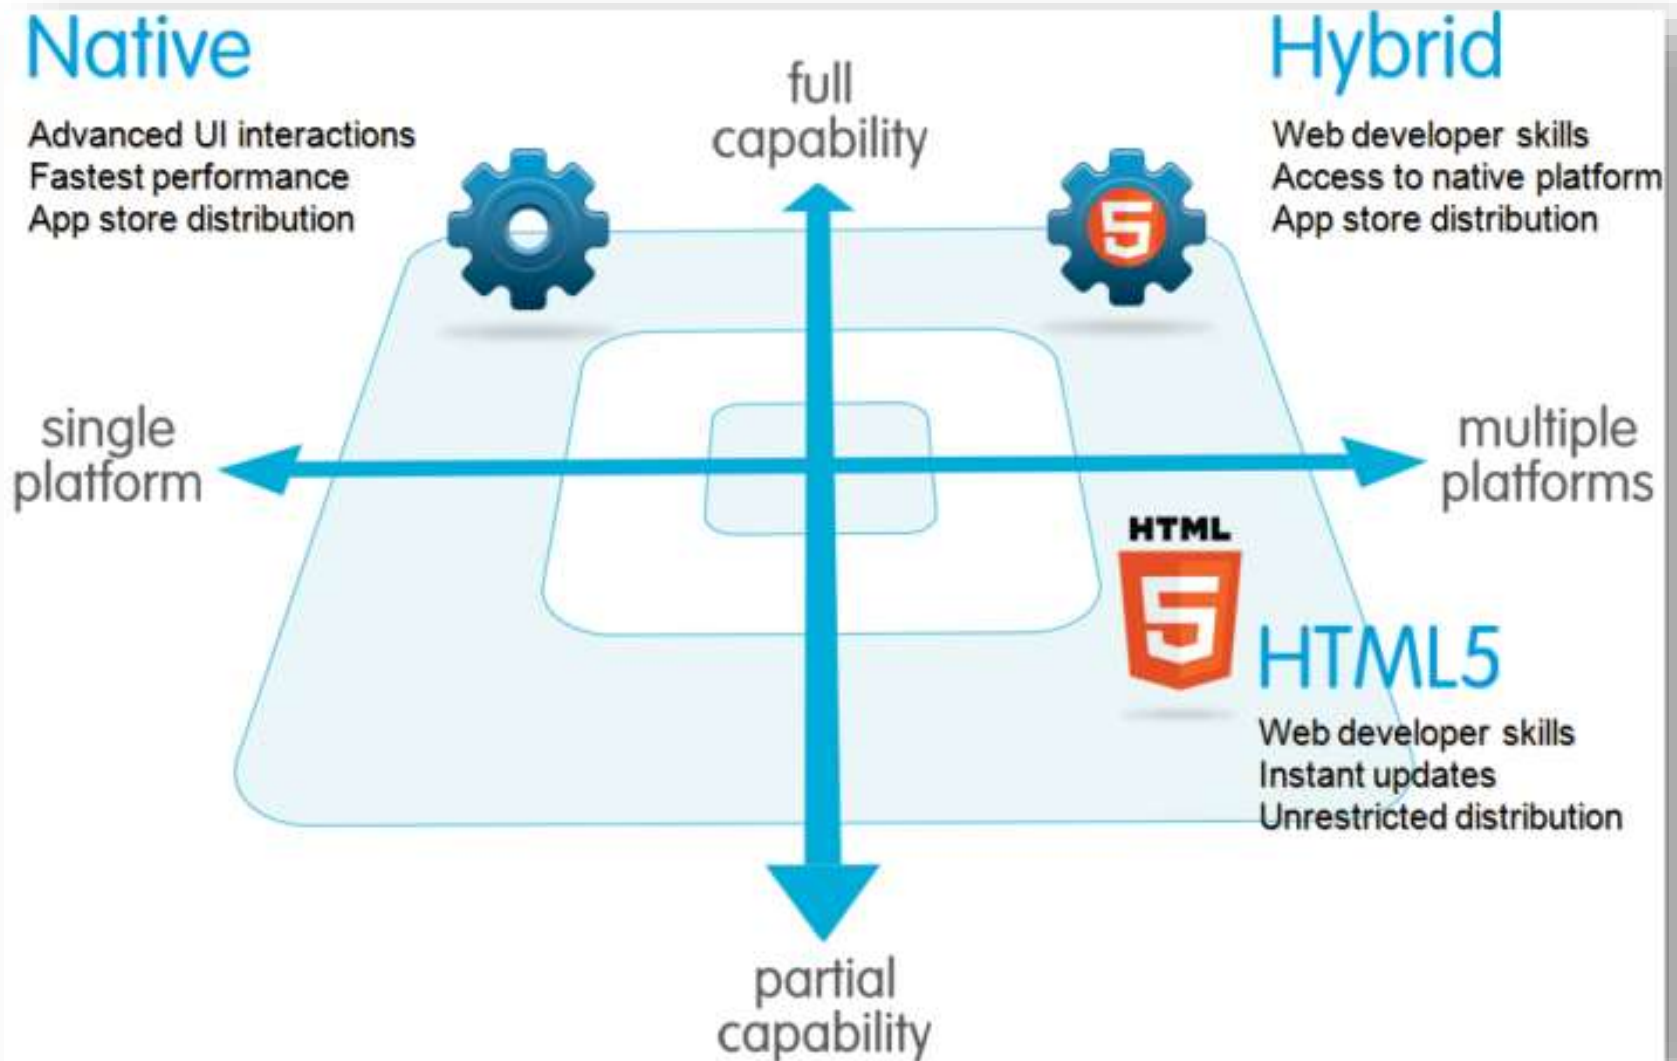 Native
Advanced UI interactions
Fastest performance
App store distribution
full
capability
Hybrid
Web developer skills
Access to native platform
App store distribution
5
single
platform
multiple
platforms
HTML
5
HTML5
Web developer skills
Instant updates
Unrestricted distribution
partial
capability